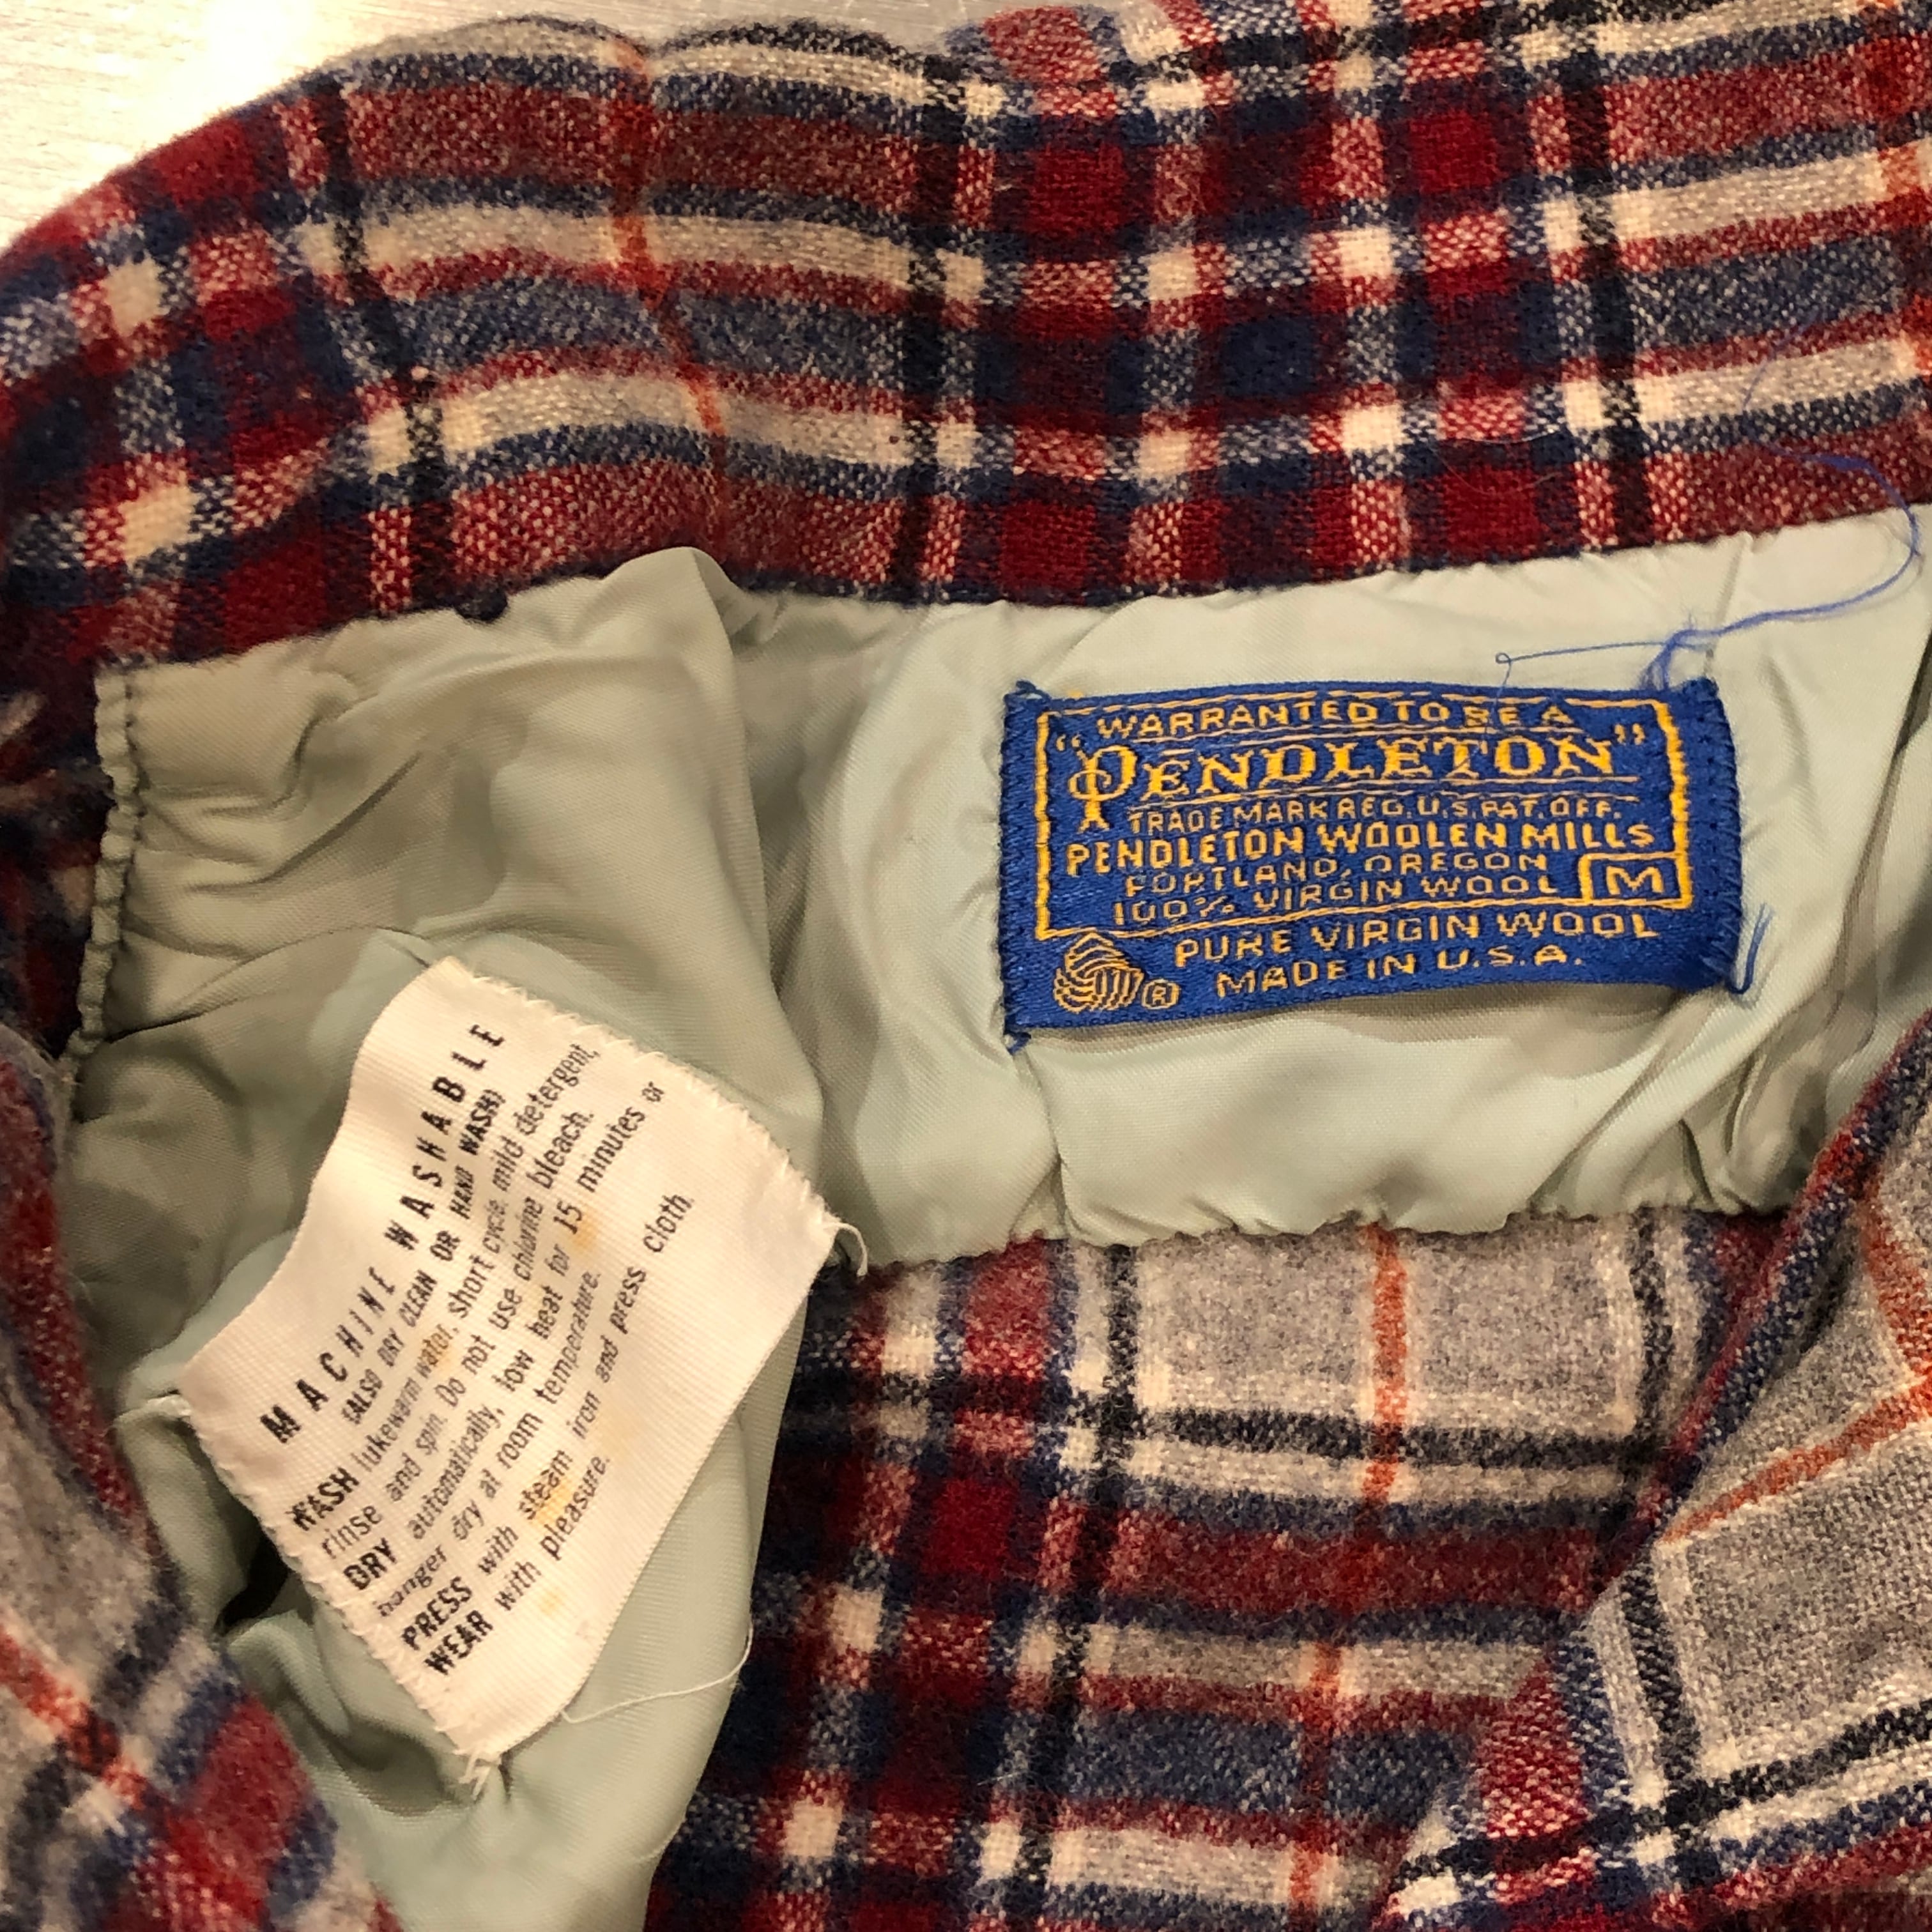 WARRANTED TO BE A
"PENDLETON"
TRADE MARK REG. U.S. PAT. OFF.
PENDLETON WOOLEN MILLS
PORTLAND, OREGON
100% VIRGIN WOOL M
PURE VIRGIN WOOL
® MADE IN U.S.A.
MACHINE WASHABLE
(ALSO DRY CLEAN OR HAND WASH)
WASH lukewarm water, short cycle, mild detergent,
rinse and spin. Do not use chlorine bleach.
DRY automatically, low heat for 15 minutes or
hanger dry at room temperature.
PRESS with steam iron and press cloth.
WEAR with pleasure.